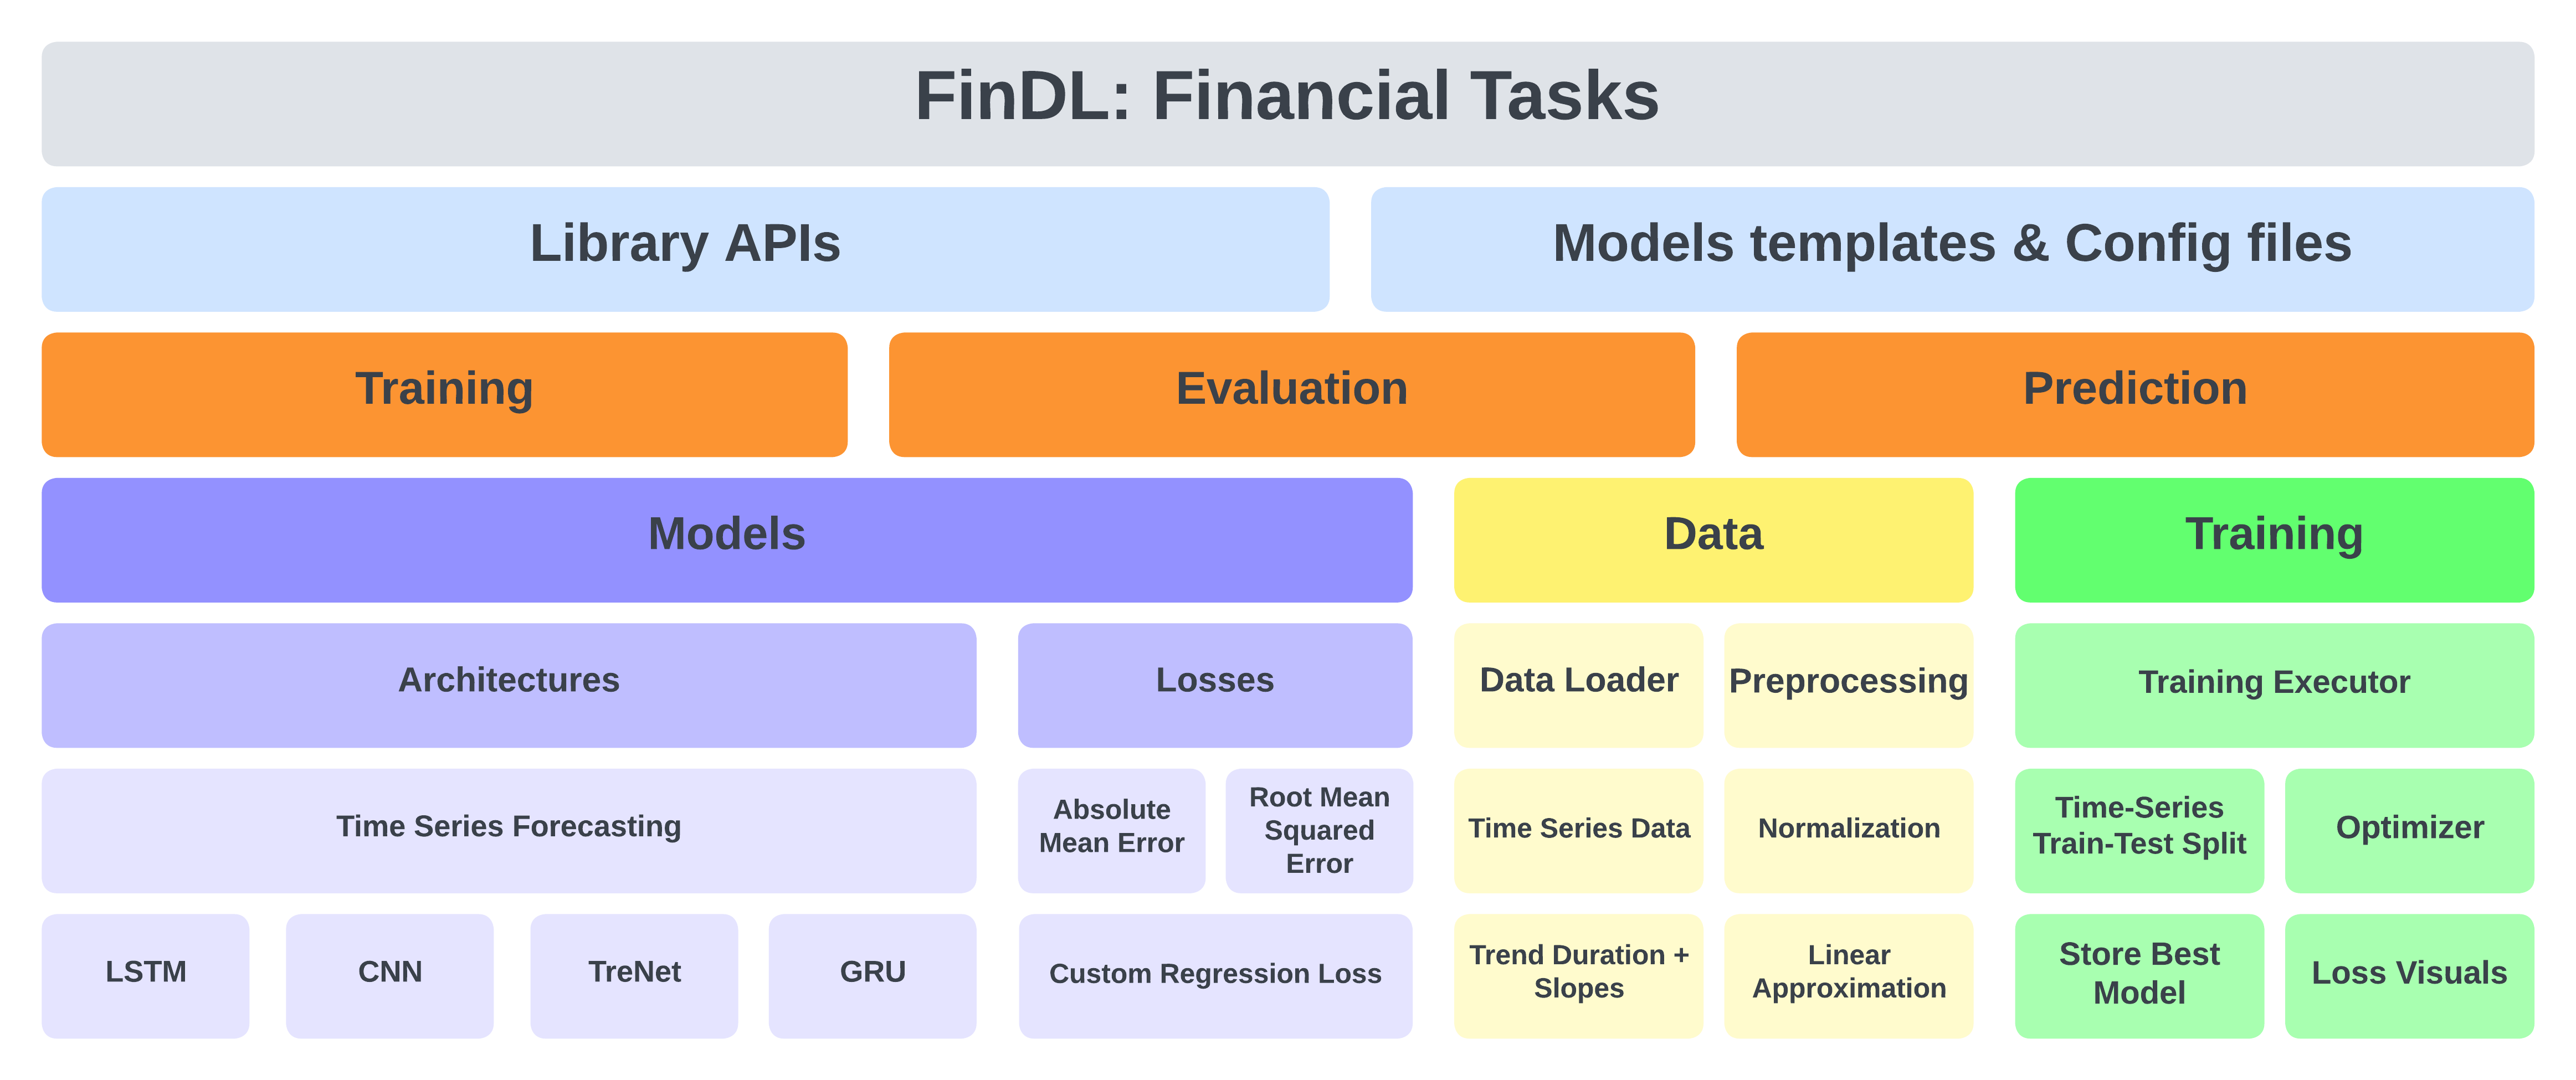 FinDL: Financial Tasks
Library APIs
Models templates & Config files
Training
Evaluation
Prediction
Models
Data
Training
Architectures
Losses
Data Loader
Preprocessing
Training Executor
Time Series Forecasting
Absolute
Mean Error
Root Mean
Squared
Error
Time Series Data
Normalization
Time-Series
Train-Test Split
Optimizer
LSTM
CNN
TreNet
GRU
Custom Regression Loss
Trend Duration +
Slopes
Linear
Approximation
Store Best
Model
Loss Visuals